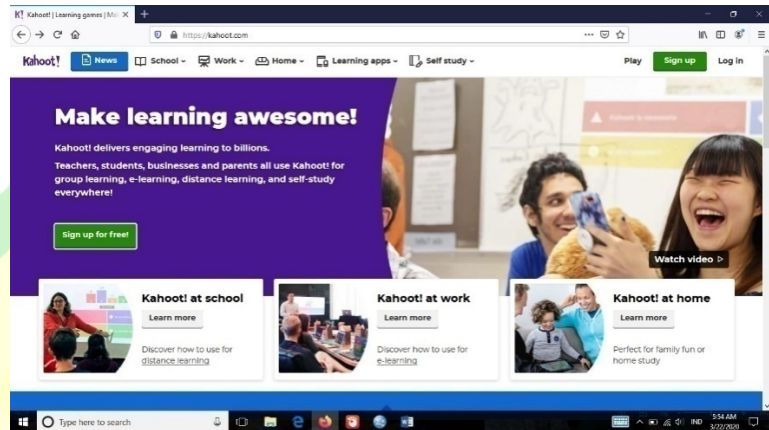 K! Kahoot! | Learning games | Ma
https://kahoot.com
Kahoot! News School Work Home Learning apps Self study Play Sign up Log in
Make learning awesome!
Kahoot! delivers engaging learning to billions.
Teachers, students, businesses and parents all use Kahoot! for
group learning, e-learning, distance learning, and self-study
everywhere!
Sign up for free!
Watch video
Kahoot! at school
Learn more
Discover how to use for
distance learning
Kahoot! at work
Learn more
Discover how to use for
e-learning
Kahoot! at home
Learn more
Perfect for family fun or
home study
Type here to search
IND
5:54 AM
3/22/2020